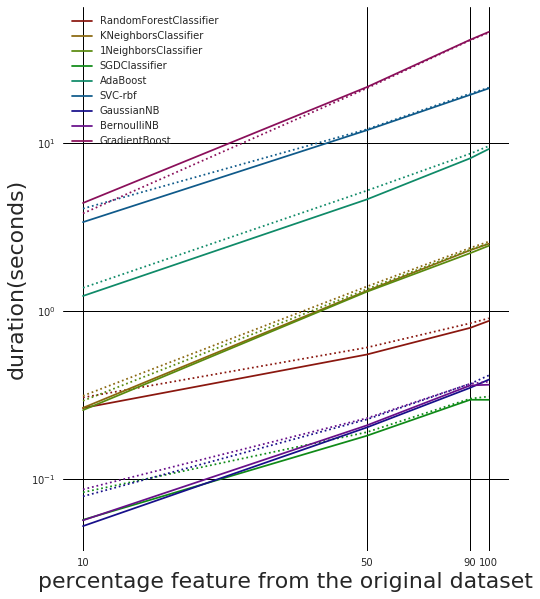 RandomForestClassifier
KNeighborsClassifier
1NeighborsClassifier
SGDClassifier
AdaBoost
SVC-rbf
GaussianNB
BernoulliNB
GradientBoost
10¹
10⁰
10⁻¹
duration(seconds)
10 50 90 100
percentage feature from the original dataset